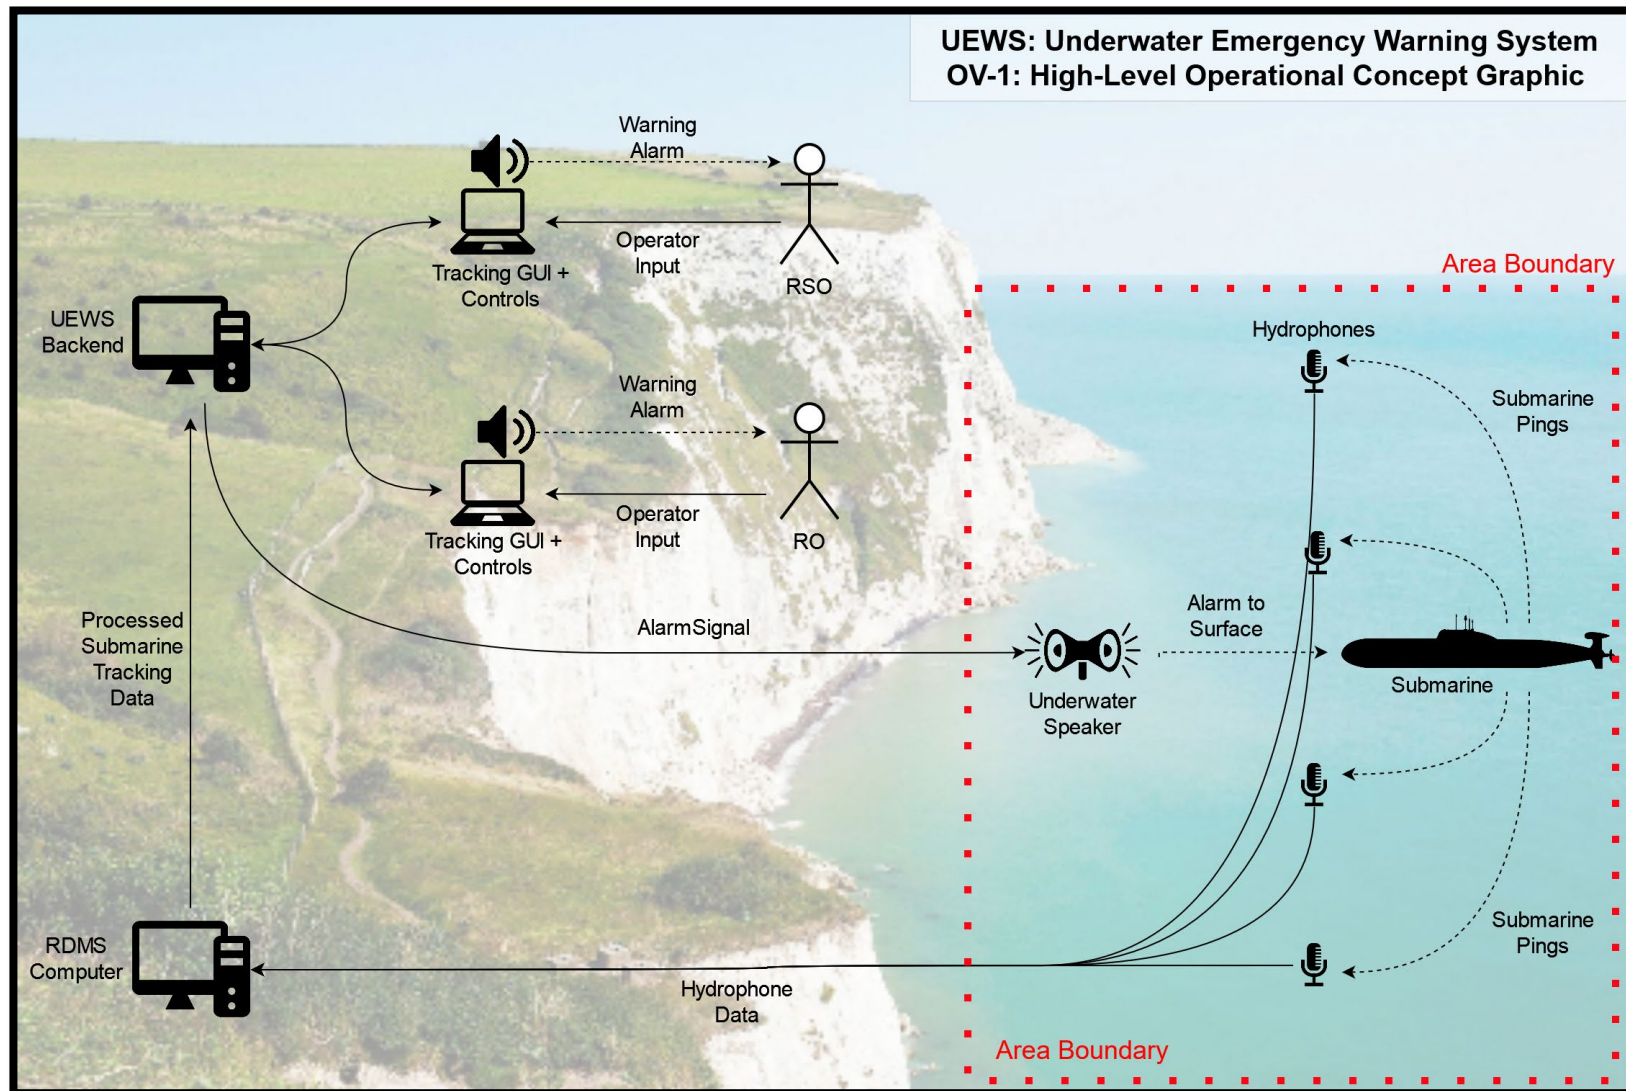 UEWS: Underwater Emergency Warning System
OV-1: High-Level Operational Concept Graphic
Warning
Alarm
Operator
Input
Tracking GUI +
Controls
RSO
Area Boundary
UEWS
Backend
Hydrophones
Warning
Alarm
Submarine
Pings
Operator
Input
Tracking GUI +
Controls
RO
Processed
Submarine
Tracking
Data
AlarmSignal
Alarm to
Surface
Underwater
Speaker
Submarine
RDMS
Computer
Hydrophone
Data
Submarine
Pings
Area Boundary